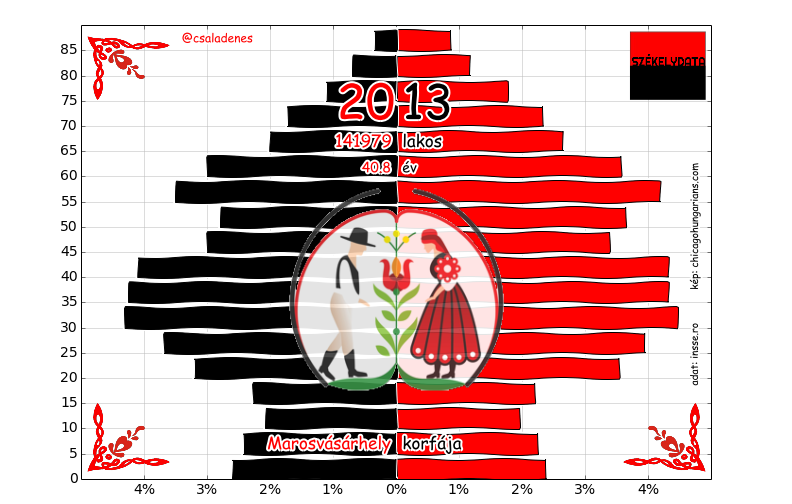 @csaladenes
SZÉKELYDATA
2013
141979 lakos
40.8 év
kép: chicagohungarians.com
adat: insse.ro
Marosvásárhely korfája
85
80
75
70
65
60
55
50
45
40
35
30
25
20
15
10
5
0
4% 3% 2% 1% 0% 1% 2% 3% 4%